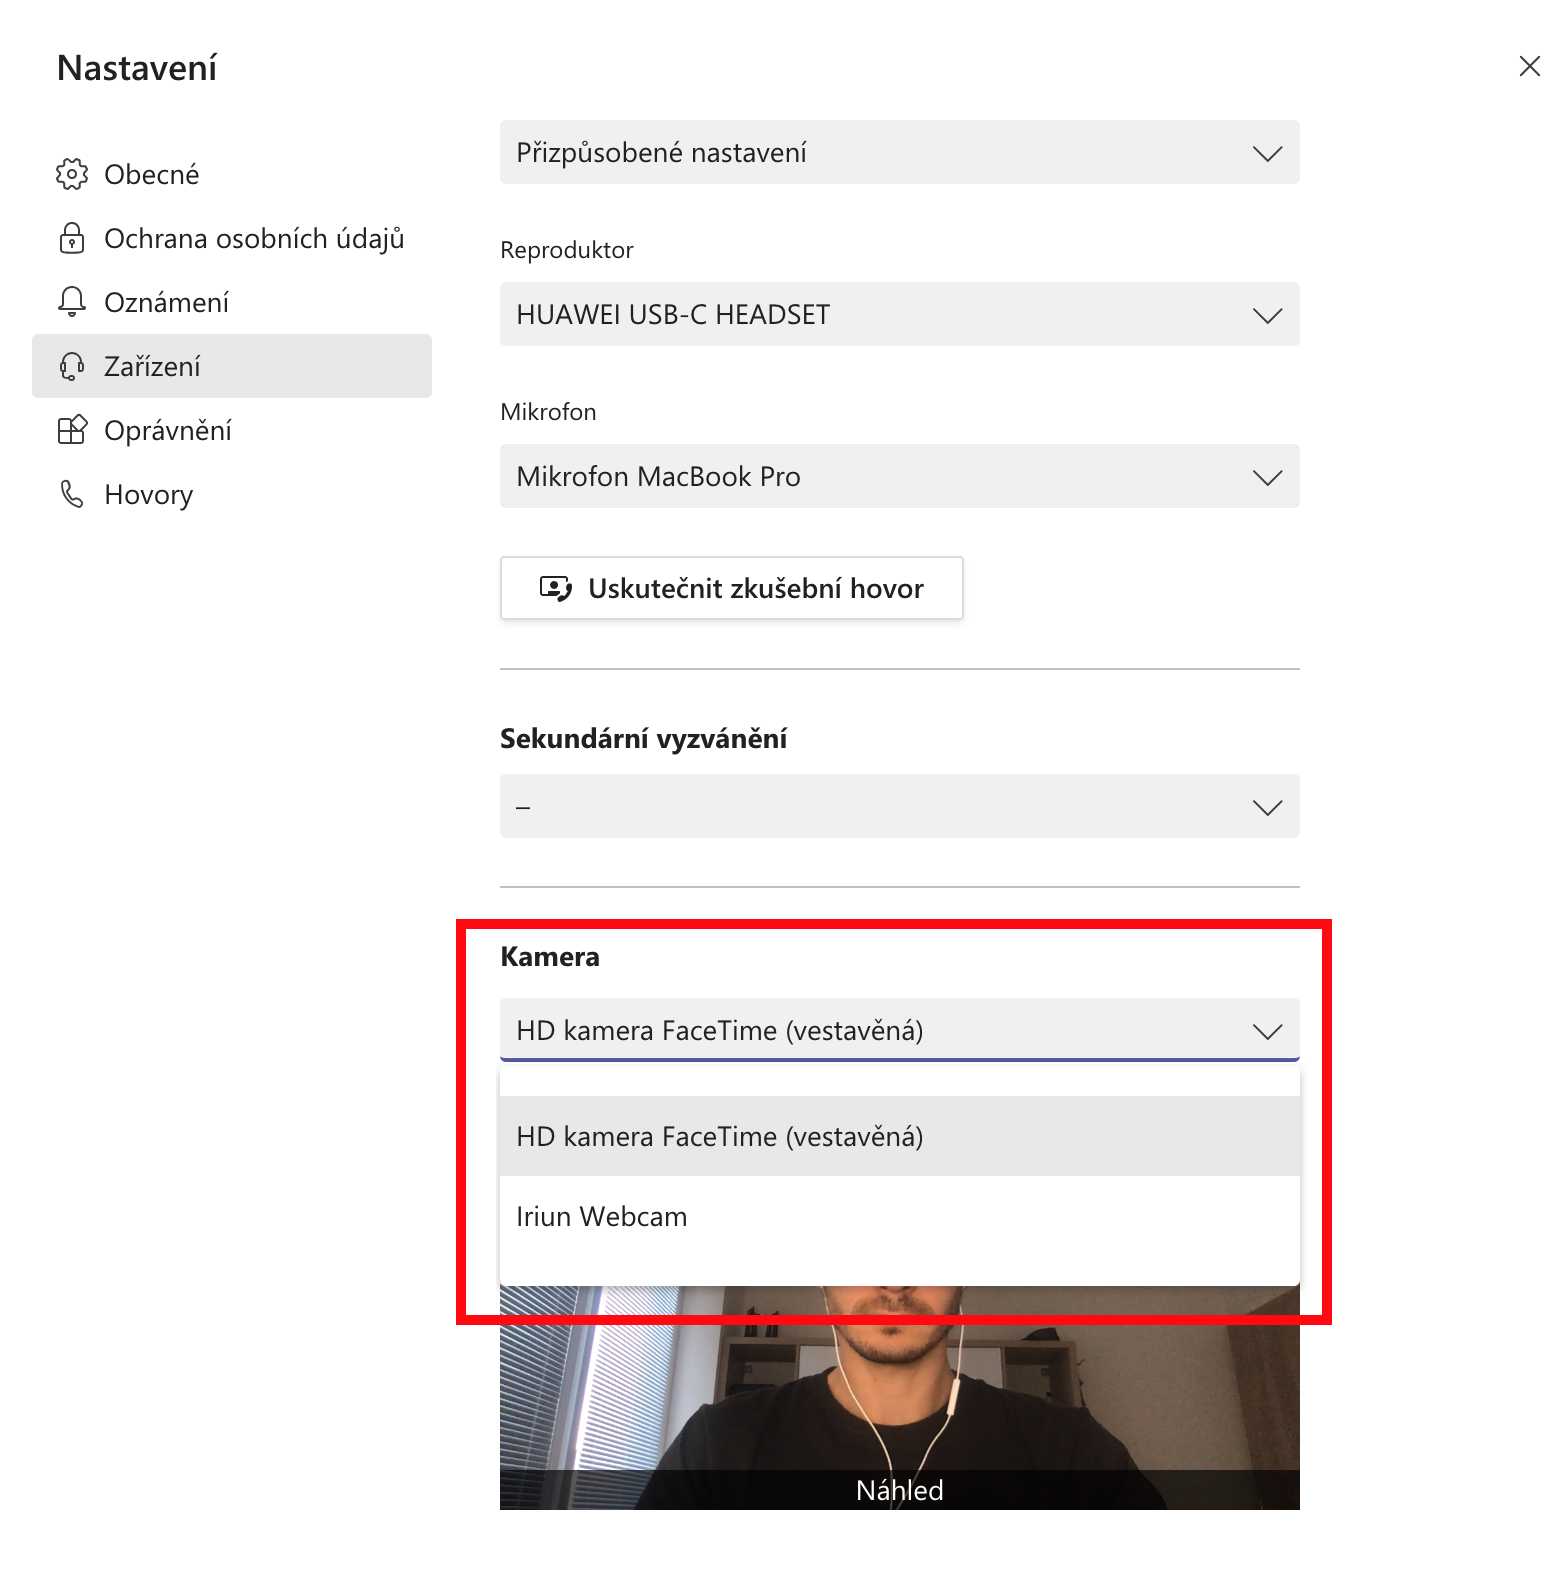 Nastavení
Obecné
Ochrana osobních údajů
Oznámení
Zařízení
Oprávnění
Hovory
Přizpůsobené nastavení
Reproduktor
HUAWEI USB-C HEADSET
Mikrofon
Mikrofon MacBook Pro
Uskutečnit zkušební hovor
Sekundární vyzvánění
–
Kamera
HD kamera FaceTime (vestavěná)
HD kamera FaceTime (vestavěná)
Iriun Webcam
Náhled